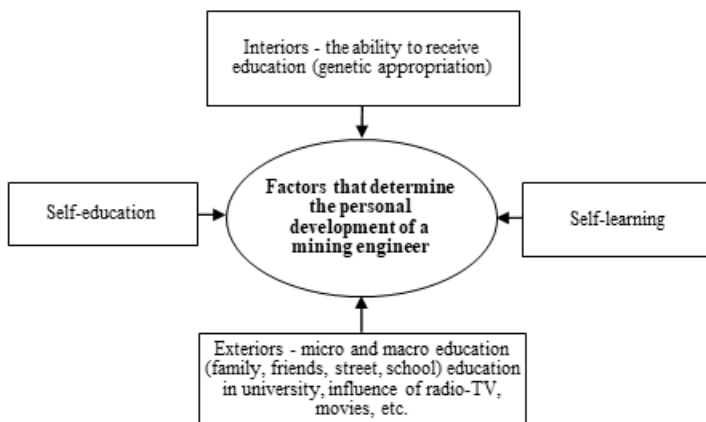 Interiors - the ability to receive
education (genetic appropriation)
Self-education
Factors that determine
the personal
development of a
mining engineer
Self-learning
Exteriors - micro and macro education
(family, friends, street, school) education
in university, influence of radio-TV,
movies, etc.